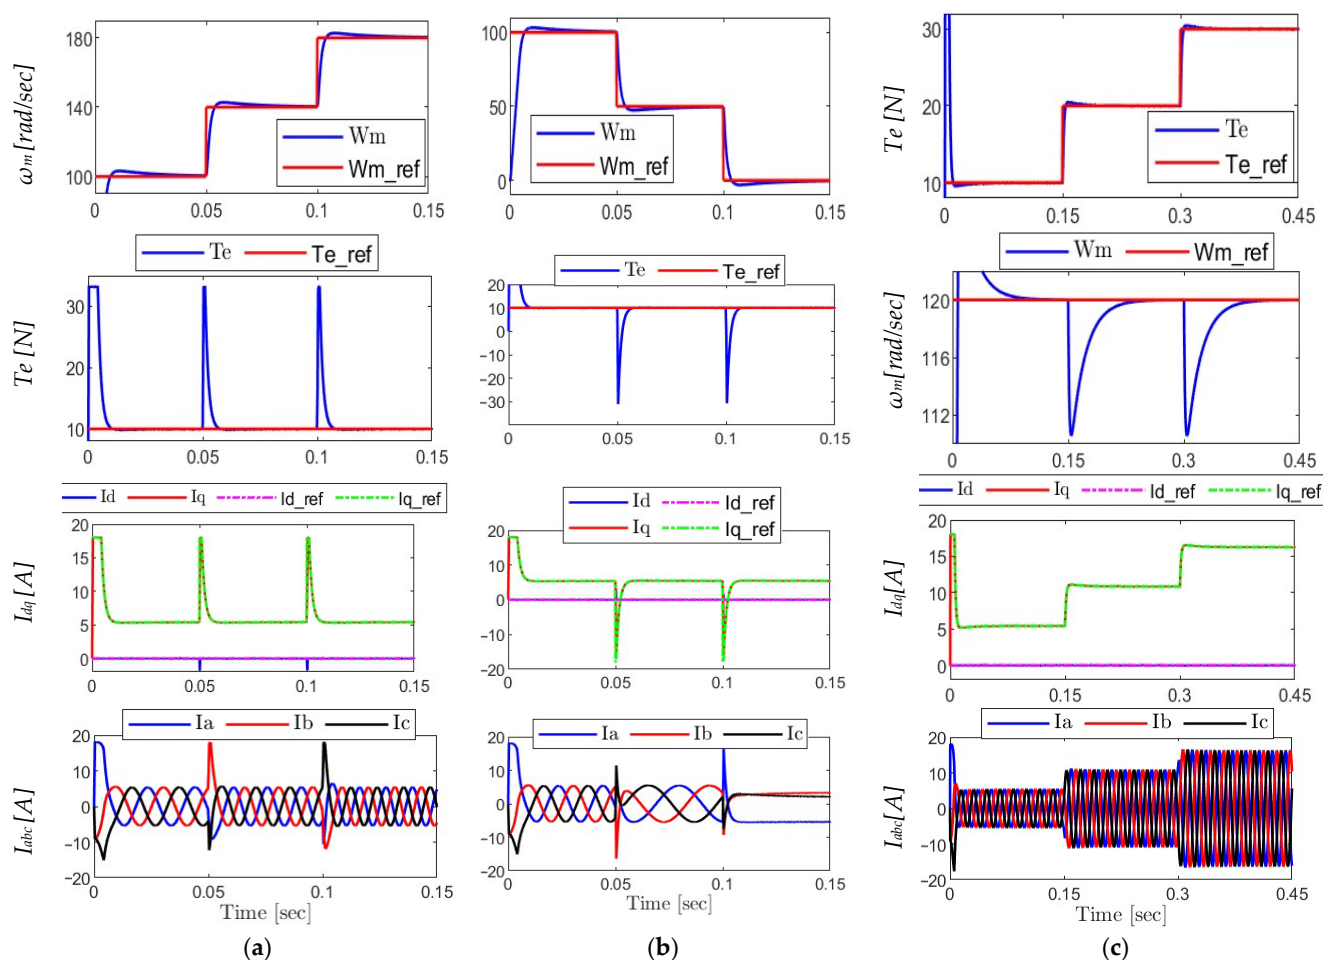 180
140
100
ωm[rad/sec]
Wm
Wm_ref
0 0.05 0.1 0.15
Te Te_ref
30
20
10
Te [N]
0 0.05 0.1 0.15
Id Iq Id_ref Iq_ref
20
15
10
5
0
Idq[A]
0 0.05 0.1 0.15
Ia Ib Ic
20
10
0
-10
-20
Iabc[A]
0 0.05 0.1 0.15
Time [sec]
(a)
100
50
0
Wm
Wm_ref
0 0.05 0.1 0.15
Te Te_ref
20
10
0
-10
-20
-30
0 0.05 0.1 0.15
Id Id_ref
Iq Iq_ref
20
10
0
-10
-20
0 0.05 0.1 0.15
Ia Ib Ic
20
10
0
-10
-20
0 0.05 0.1 0.15
Time [sec]
(b)
30
20
10
Te [N]
Te
Te_ref
0 0.15 0.3 0.45
Wm Wm_ref
120
116
112
ωm[rad/sec]
0 0.15 0.3 0.45
Id Iq Id_ref Iq_ref
20
15
10
5
0
Idq[A]
0 0.15 0.3 0.45
Ia Ib Ic
20
10
0
-10
-20
Iabc[A]
0 0.15 0.3 0.45
Time [sec]
(c)